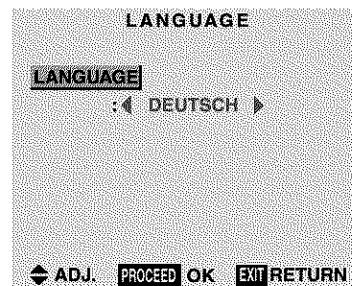 LANGUAGE
LANGUAGE
:◀ DEUTSCH ▶
ADJ. PROCEED OK EXIT RETURN